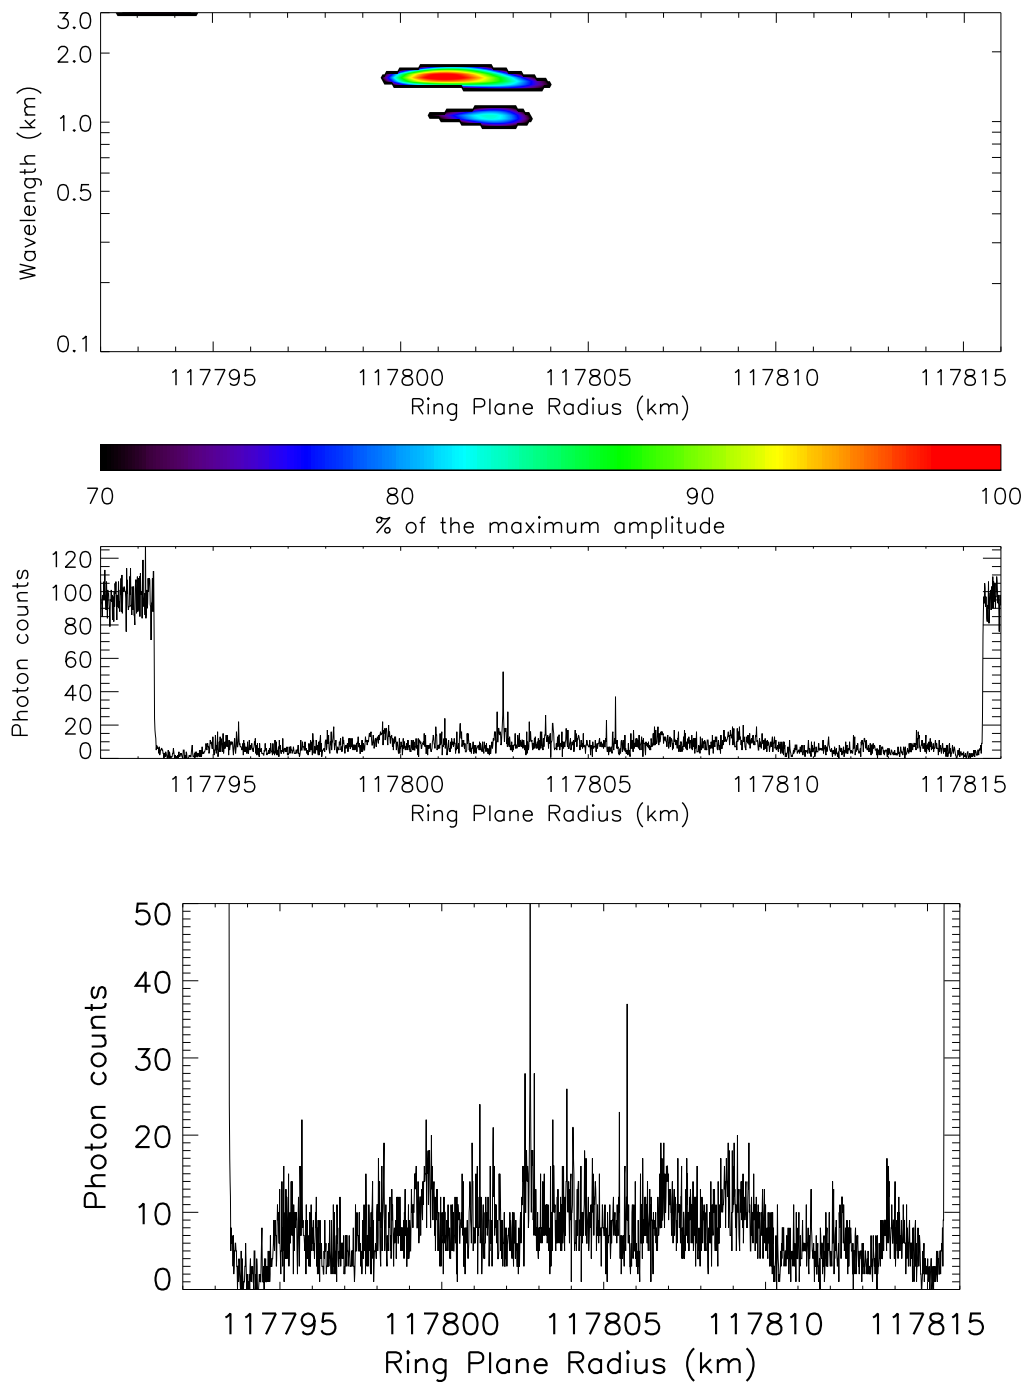 3.0
2.0
1.0
0.5
0.1
Wavelength (km)
117795 117800 117805 117810 117815
Ring Plane Radius (km)
70 80 90 100
% of the maximum amplitude
120
100
80
60
40
20
0
Photon counts
117795 117800 117805 117810 117815
Ring Plane Radius (km)
50
40
30
20
10
0
Photon counts
117795 117800 117805 117810 117815
Ring Plane Radius (km)